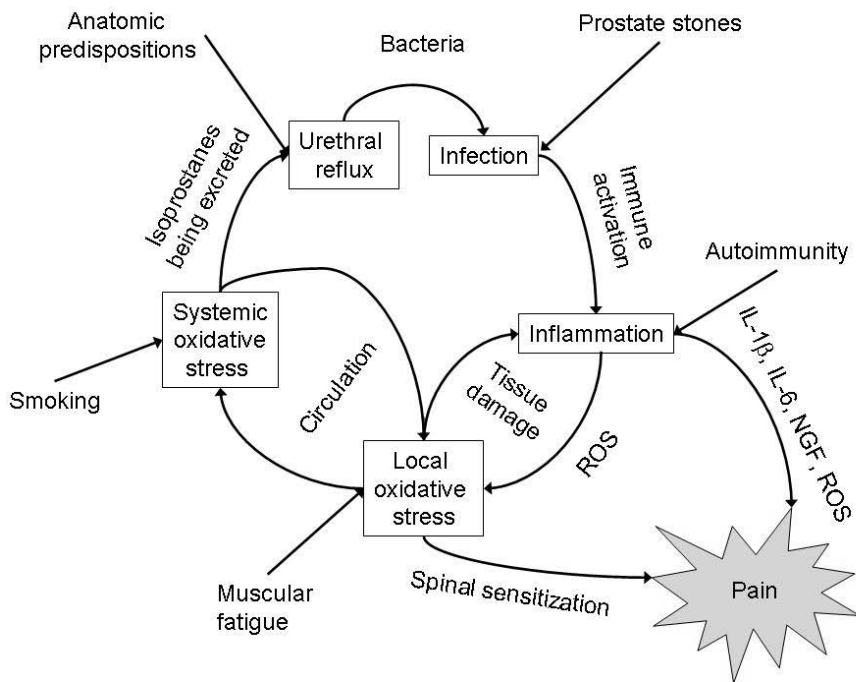 Anatomic
predispositions
Bacteria
Prostate stones
Isoprostanes
being excreted
Urethral
reflux
Infection
Immune
activation
Autoimmunity
Systemic
oxidative
stress
Inflammation
IL-1β, IL-6, NGF, ROS
Smoking
Circulation
Tissue
damage
ROS
Local
oxidative
stress
Muscular
fatigue
Spinal sensitization
Pain